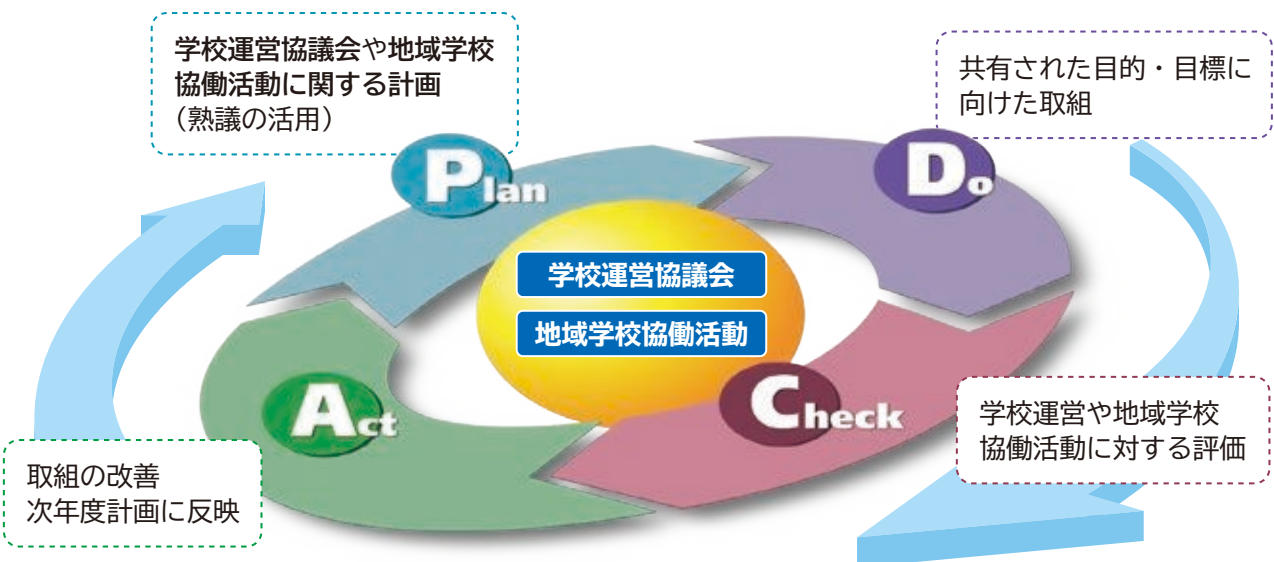 学校運営協議会や地域学校
協働活動に関する計画
（熟議の活用）
Plan
共有された目的・目標に
向けた取組
Do
学校運営協議会
地域学校協働活動
Check
学校運営や地域学校
協働活動に対する評価
Act
取組の改善
次年度計画に反映